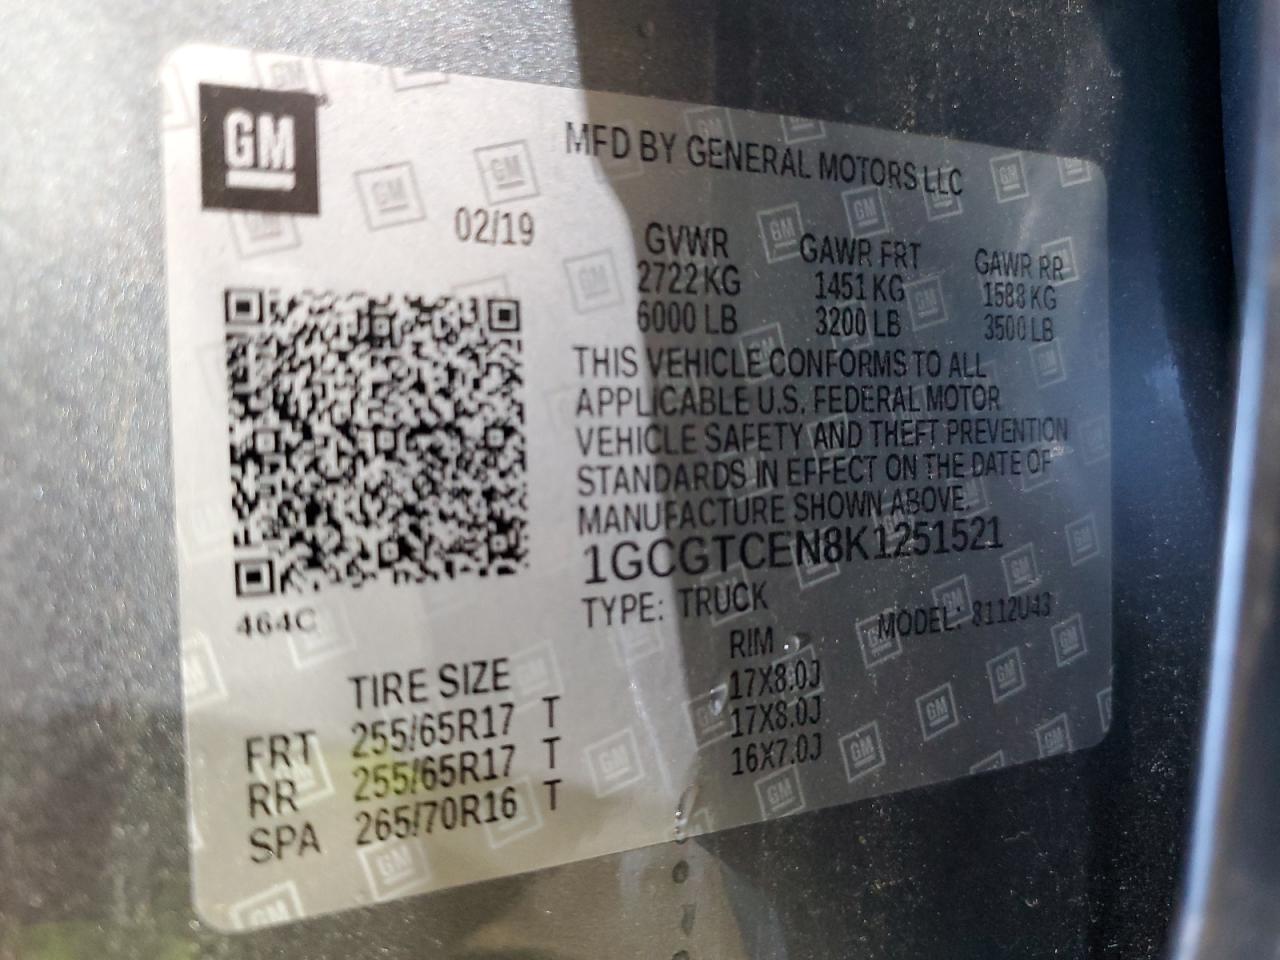 GM
MFD BY GENERAL MOTORS LLC
02/19
GVWR GAWR FRT GAWR RR
2722 KG 1451 KG 1588 KG
6000 LB 3200 LB 3500 LB
THIS VEHICLE CONFORMS TO ALL
APPLICABLE U.S. FEDERAL MOTOR
VEHICLE SAFETY AND THEFT PREVENTION
STANDARDS IN EFFECT ON THE DATE OF
MANUFACTURE SHOWN ABOVE.
1GCGTCEN8K1251521
464C
TYPE: TRUCK MODEL: 8112U43
TIRE SIZE RIM
FRT 255/65R17 T 17X8.0J
RR 255/65R17 T 17X8.0J
SPA 265/70R16 T 16X7.0J